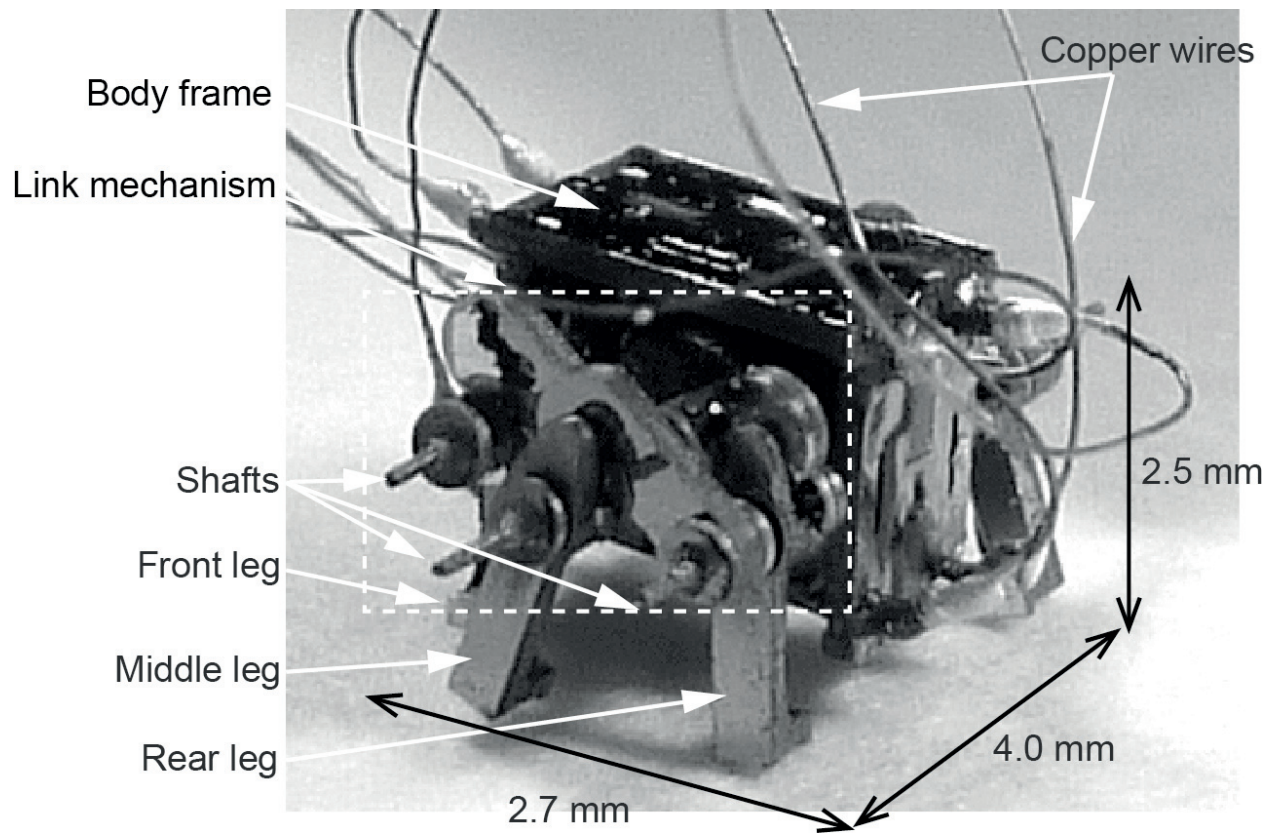 Copper wires
Body frame
Link mechanism
Shafts
2.5 mm
Front leg
Middle leg
Rear leg
4.0 mm
2.7 mm